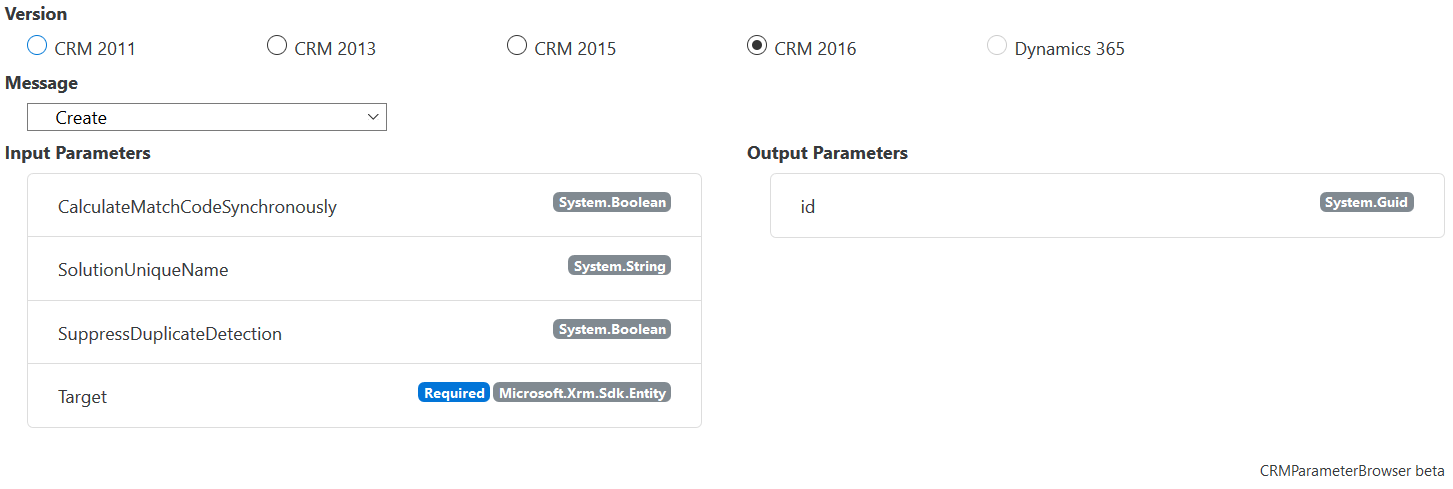 Version
CRM 2011 CRM 2013 CRM 2015 CRM 2016 Dynamics 365
Message
Create
Input Parameters Output Parameters
CalculateMatchCodeSynchronously System.Boolean id System.Guid
SolutionUniqueName System.String
SuppressDuplicateDetection System.Boolean
Target Required Microsoft.Xrm.Sdk.Entity
CRMParameterBrowser beta